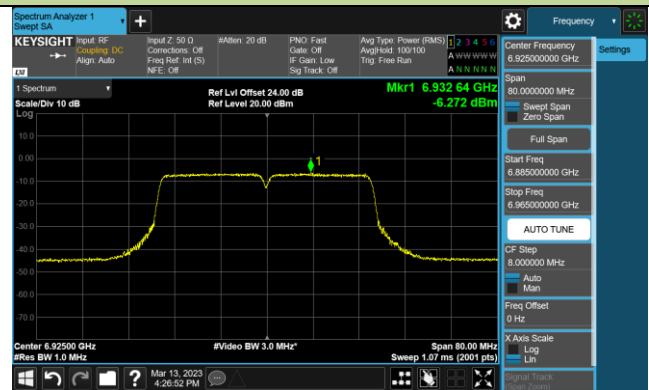 Spectrum Analyzer 1
Swept SA
+
Frequency
KEYSIGHT
Input: RF
Coupling: DC
Align: Auto
Input Z: 50 Ω
Corrections: Off
Freq Ref: Int (S)
NFE: Off
#Atten: 20 dB
PNO: Fast
Gate: Off
IF Gain: Low
Sig Track: Off
Avg Type: Power (RMS)
Avg|Hold: 100/100
Trig: Free Run
1 2 3 4 5 6
A W W W W W
A N N N N N
LXI
1 Spectrum
Scale/Div 10 dB
Log
Ref Lvl Offset 24.00 dB
Ref Level 20.00 dBm
Mkr1 6.932 64 GHz
-6.272 dBm
10.0
0.00
-10.0
-20.0
-30.0
-40.0
-50.0
-60.0
-70.0
1
Center 6.92500 GHz
#Res BW 1.0 MHz
#Video BW 3.0 MHz*
Span 80.00 MHz
Sweep 1.07 ms (2001 pts)
Mar 13, 2023
4:26:52 PM
?
Center Frequency
6.925000000 GHz
Settings
Span
80.0000000 MHz
Swept Span
Zero Span
Full Span
Start Freq
6.885000000 GHz
Stop Freq
6.965000000 GHz
AUTO TUNE
CF Step
8.000000 MHz
Auto
Man
Freq Offset
0 Hz
X Axis Scale
Log
Lin
Signal Track
(Span Zoom)